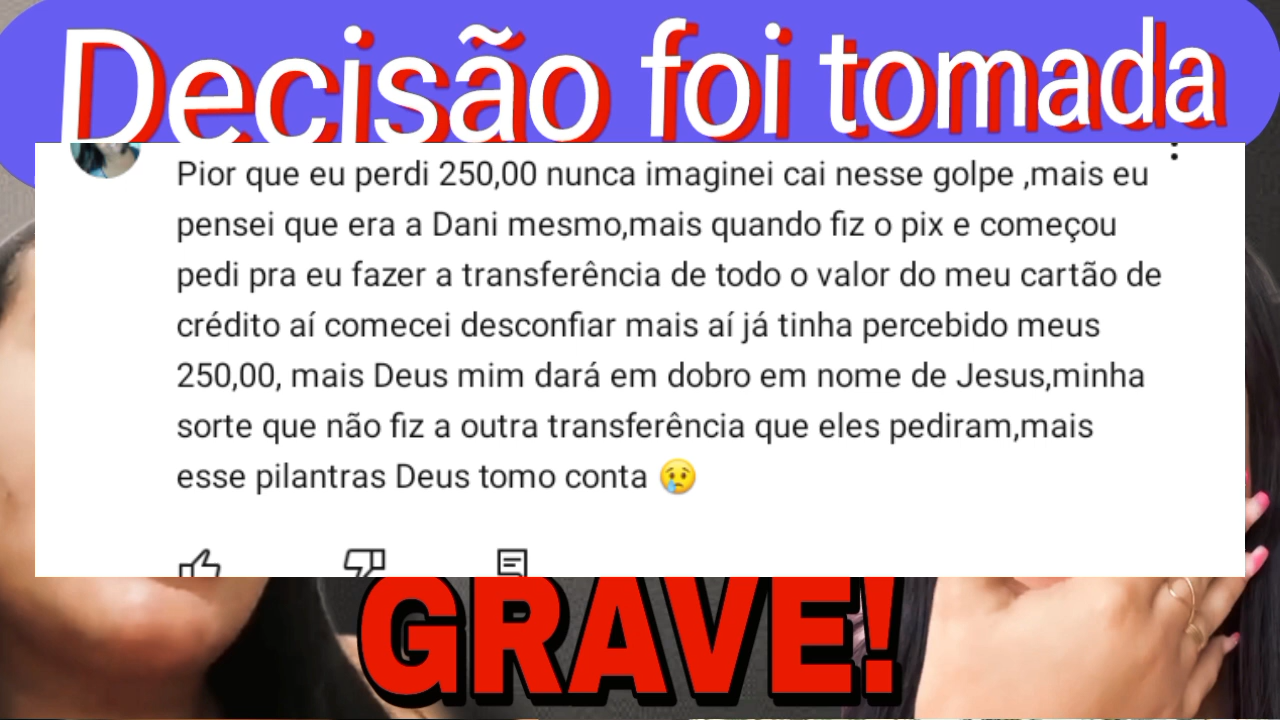 Decisão foi tomada
Pior que eu perdi 250,00 nunca imaginei cai nesse golpe ,mais eu
pensei que era a Dani mesmo,mais quando fiz o pix e começou
pedi pra eu fazer a transferência de todo o valor do meu cartão de
crédito aí comecei desconfiar mais aí já tinha percebido meus
250,00, mais Deus mim dará em dobro em nome de Jesus,minha
sorte que não fiz a outra transferência que eles pediram,mais
esse pilantras Deus tomo conta 😢
GRAVE!